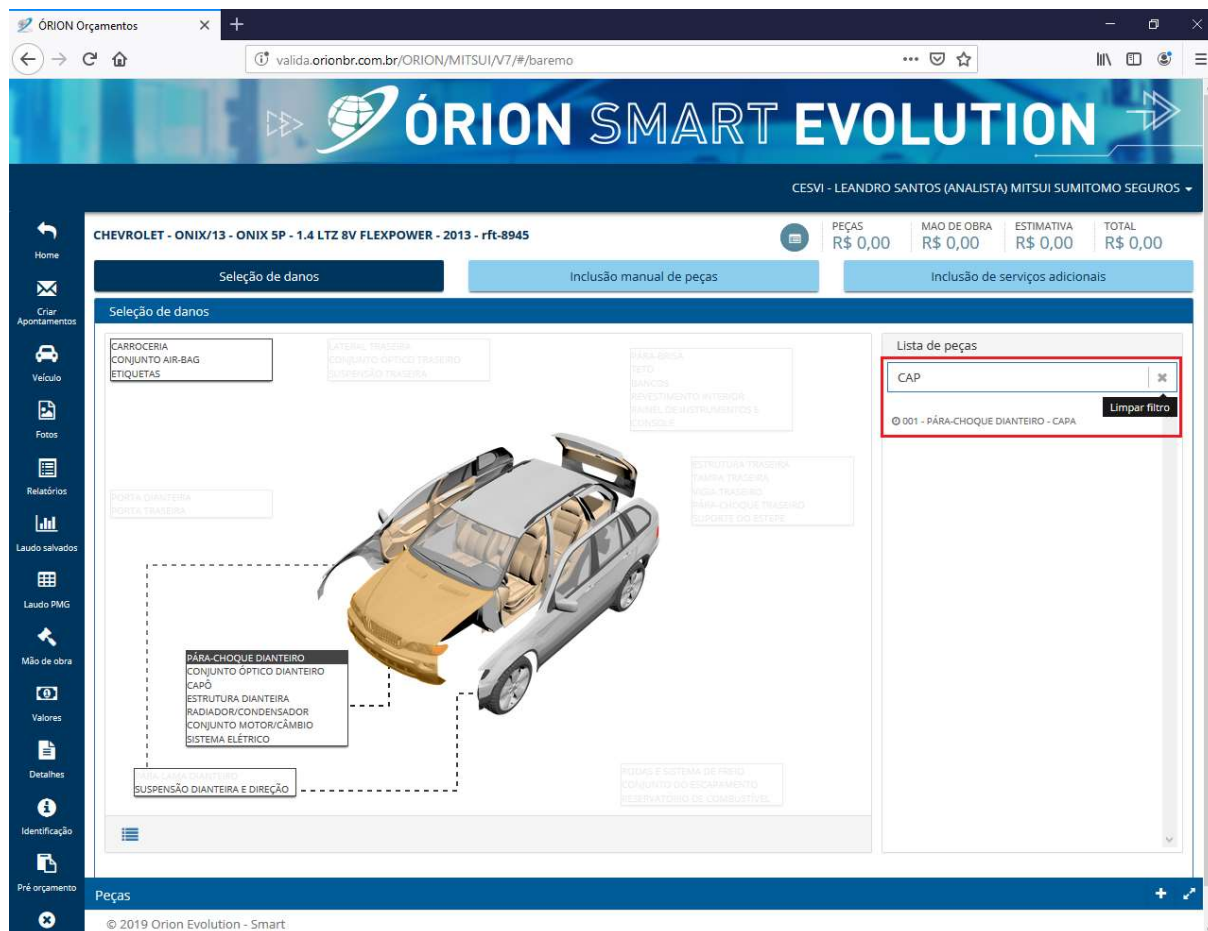 ÓRION Orçamentos
valida.orionbr.com.br/ORION/MITSUI/V7/#/baremo
ÓRION SMART EVOLUTION
CESVI - LEANDRO SANTOS (ANALISTA) MITSUI SUMITOMO SEGUROS
CHEVROLET - ONIX/13 - ONIX 5P - 1.4 LTZ 8V FLEXPOWER - 2013 - rft-8945
PEÇAS
R$ 0,00
MAO DE OBRA
R$ 0,00
ESTIMATIVA
R$ 0,00
TOTAL
R$ 0,00
Home
Criar
Apontamentos
Veículo
Fotos
Relatórios
Laudo salvados
Laudo PMG
Mão de obra
Valores
Detalhes
Identificação
Pré orçamento
Seleção de danos
Inclusão manual de peças
Inclusão de serviços adicionais
Seleção de danos
CARROCERIA
CONJUNTO AIR-BAG
ETIQUETAS
LATERAL TRASEIRA
CONJUNTO ÓPTICO TRASEIRO
SUSPENSÃO TRASEIRA
PÁRA-BRISA
TETO
BANCOS
REVESTIMENTO INTERIOR
PAINEL DE INSTRUMENTOS E
CONSOLE
ESTRUTURA TRASEIRA
TAMPA TRASEIRA
VIGIA TRASEIRO
PÁRA-CHOQUE TRASEIRO
SUPORTE DO ESTEPE
PORTA DIANTEIRA
PORTA TRASEIRA
PÁRA-CHOQUE DIANTEIRO
CONJUNTO ÓPTICO DIANTEIRO
CAPÔ
ESTRUTURA DIANTEIRA
RADIADOR/CONDENSADOR
CONJUNTO MOTOR/CÂMBIO
SISTEMA ELÉTRICO
PÁRA-LAMA DIANTEIRO
SUSPENSÃO DIANTEIRA E DIREÇÃO
RODAS E SISTEMA DE FREIO
CONJUNTO DO ESCAPAMENTO
RESERVATÓRIO DE COMBUSTÍVEL
Lista de peças
CAP
Limpar filtro
001 - PÁRA-CHOQUE DIANTEIRO - CAPA
Peças
© 2019 Orion Evolution - Smart